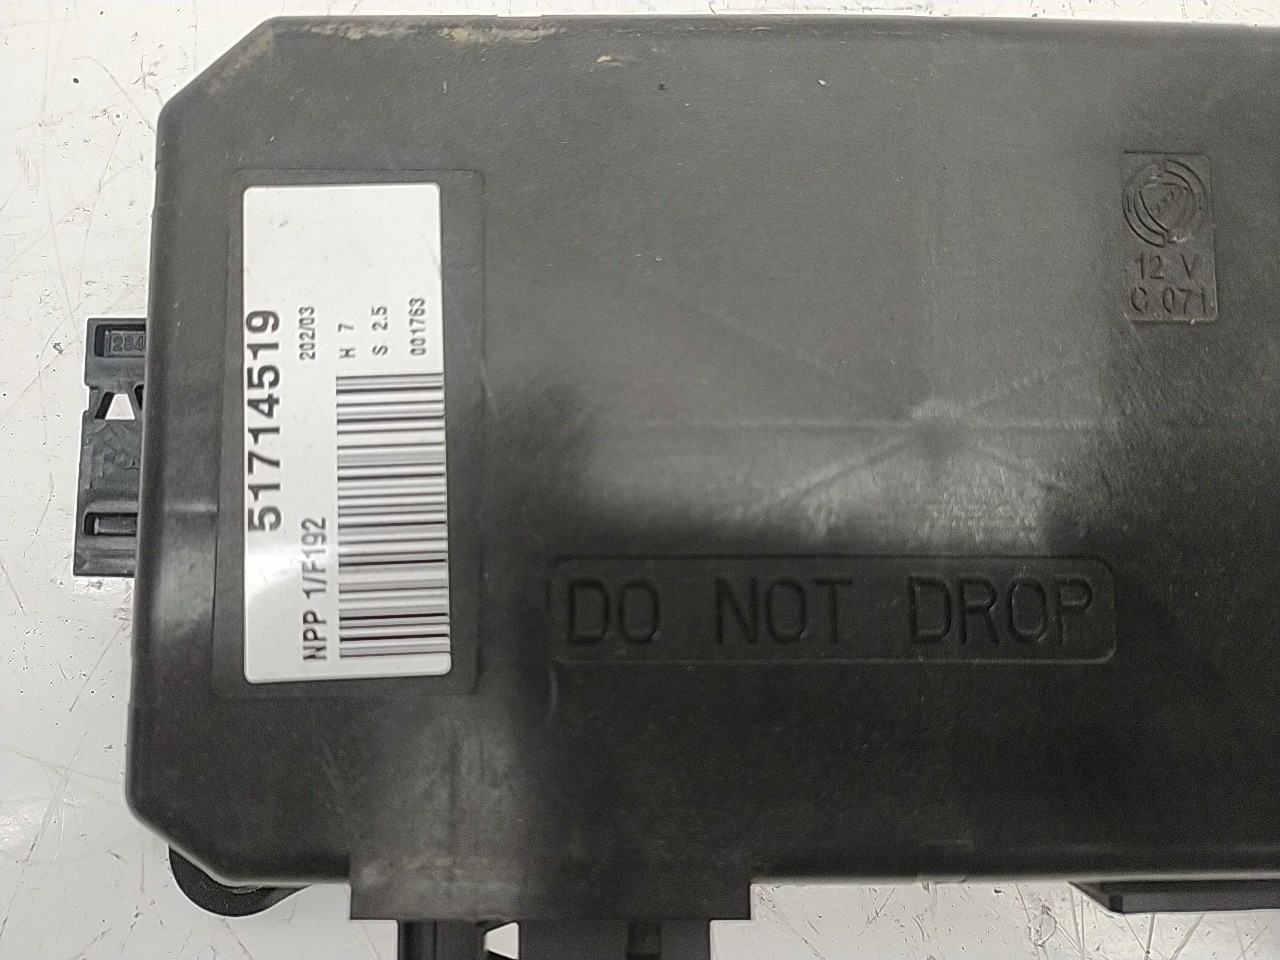 51714519
NPP 1/F192
202/03
H 7
S 2.5
001763
12 V
C 071
DO NOT DROP